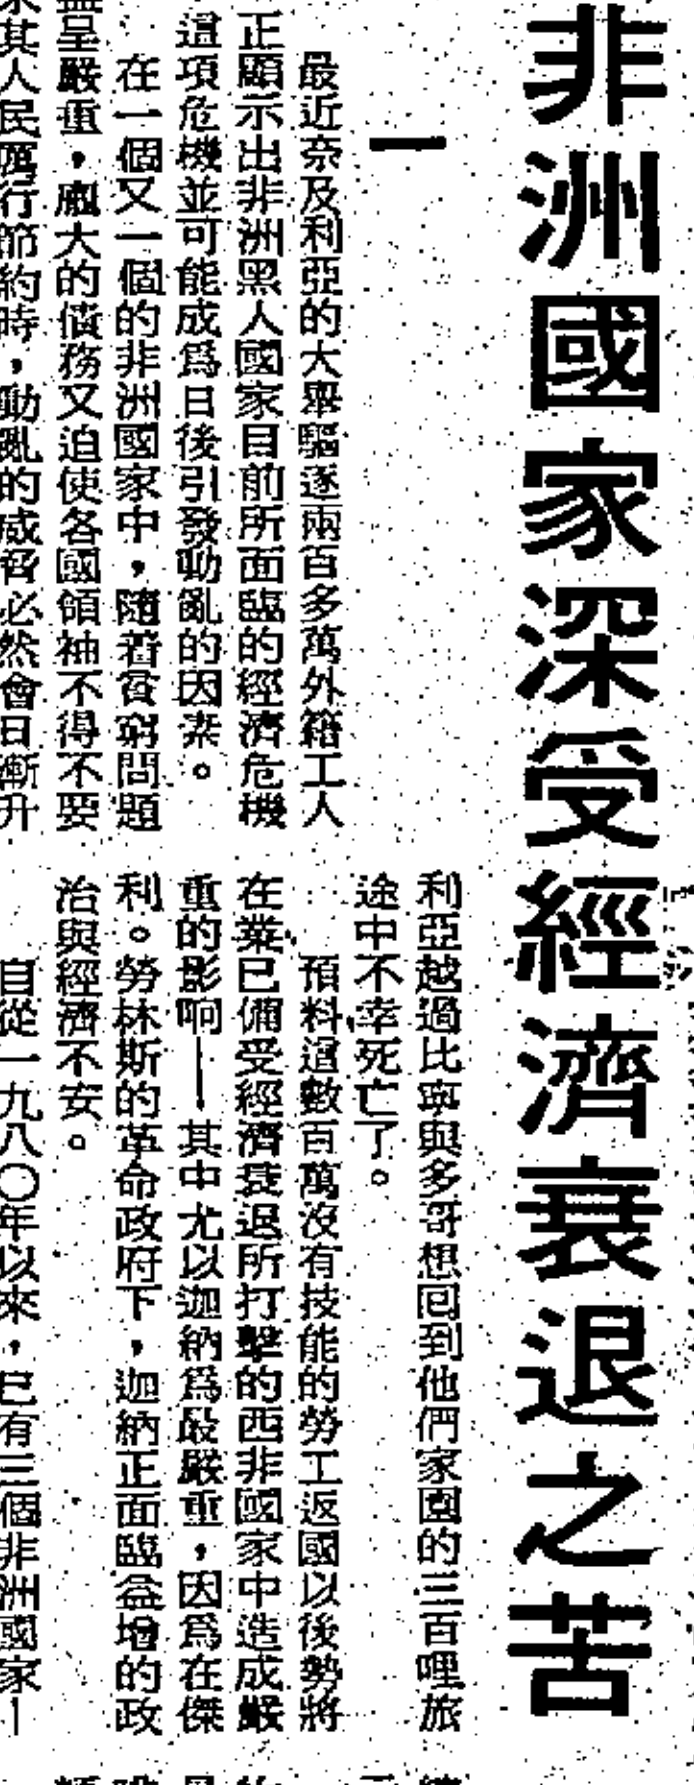 非洲國家深受經濟衰退之苦
一
最近奈及利亞的大舉驅逐兩百多萬外籍工人
正顯示出非洲黑人國家目前所面臨的經濟危機
這項危機並可能成爲日後引發動亂的因素。
在一個又一個的非洲國家中，隨着貧窮問題
益呈嚴重，龐大的債務又迫使各國領袖不得不要
求其人民厲行節約時，動亂的威脅必然會日漸升
利亞越過比寧與多哥想回到他們家園的三百哩旅
途中不幸死亡了。
預料這數百萬沒有技能的勞工返國以後勢將
在業已備受經濟衰退所打擊的西非國家中造成嚴
重的影响——其中尤以迦納爲最嚴重，因爲在傑
利。勞林斯的革命政府下，迦納正面臨益增的政
治與經濟不安。
自從一九八〇年以來，已有三個非洲國家—